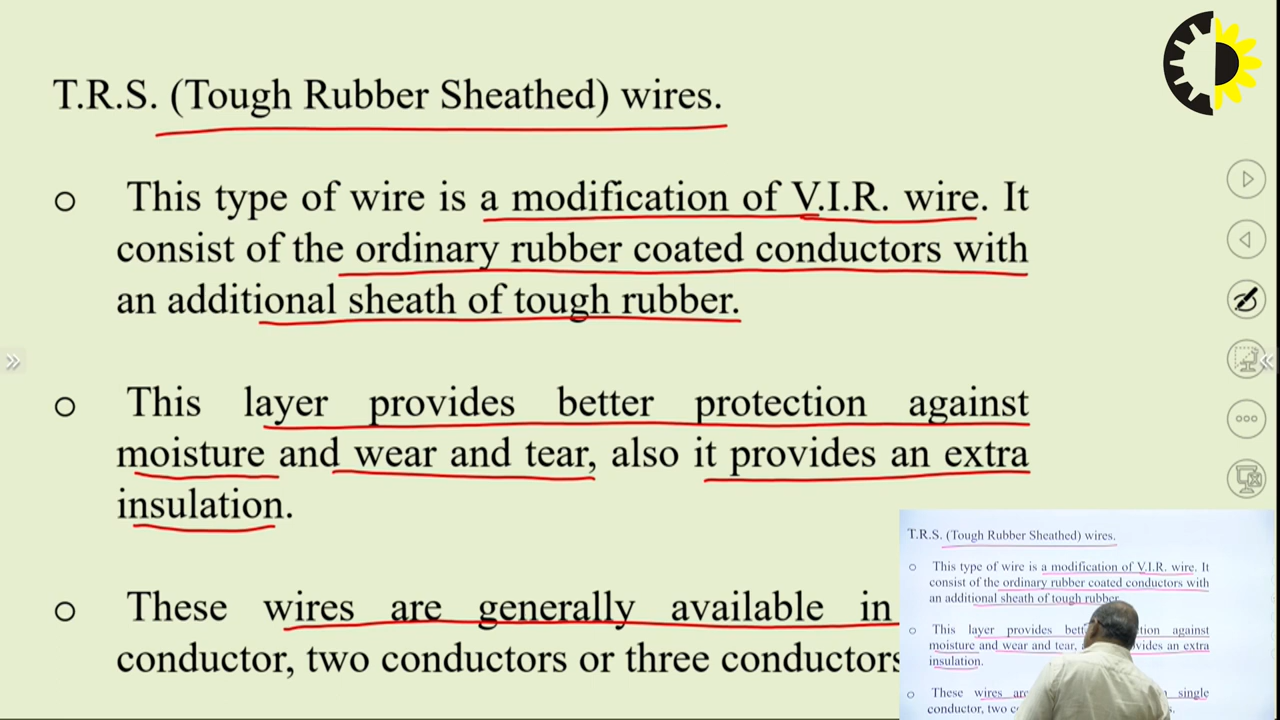 T.R.S. (Tough Rubber Sheathed) wires.
o This type of wire is a modification of V.I.R. wire. It
consist of the ordinary rubber coated conductors with
an additional sheath of tough rubber.
o This layer provides better protection against
moisture and wear and tear, also it provides an extra
insulation.
o These wires are generally available in
conductor, two conductors or three conductors
T.R.S. (Tough Rubber Sheathed) wires.
o This type of wire is a modification of V.I.R. wire. It
consist of the ordinary rubber coated conductors with
an additional sheath of tough rubber
o This layer provides against
moisture and wear and tear, an extra
insulation.
o These wires single
conductor, two